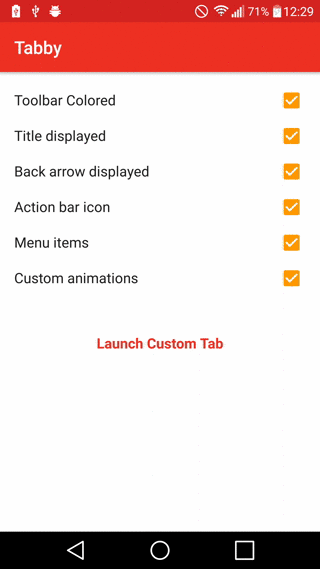 71% 12:29
Tabby
Toolbar Colored
Title displayed
Back arrow displayed
Action bar icon
Menu items
Custom animations
Launch Custom Tab